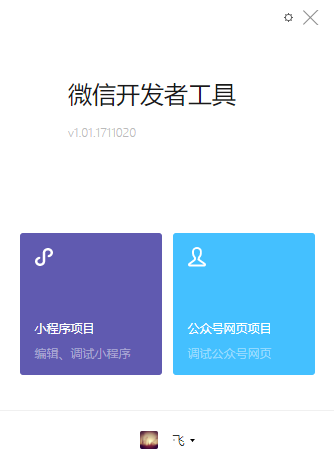 微信开发者工具
v1.01.1711020
小程序项目
编辑、调试小程序
公众号网页项目
调试公众号网页
飞